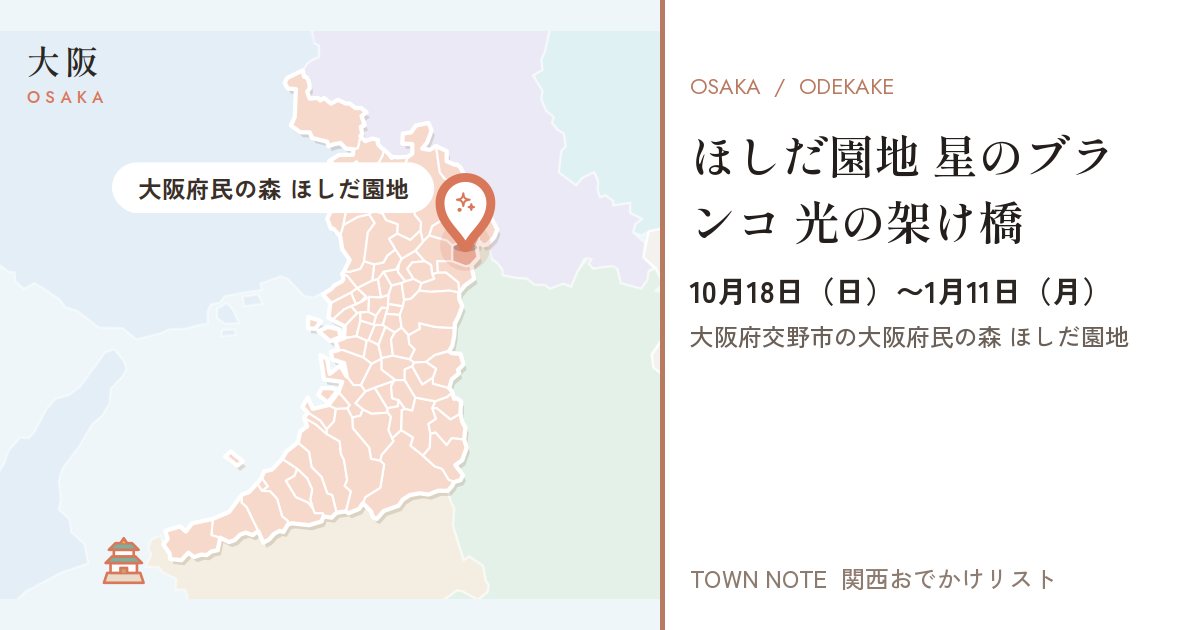 大阪
OSAKA
大阪府民の森 ほしだ園地
OSAKA / ODEKAKE
ほしだ園地 星のブラ
ンコ 光の架け橋
10月18日（日）〜1月11日（月）
大阪府交野市の大阪府民の森 ほしだ園地
TOWN NOTE 関西おでかけリスト